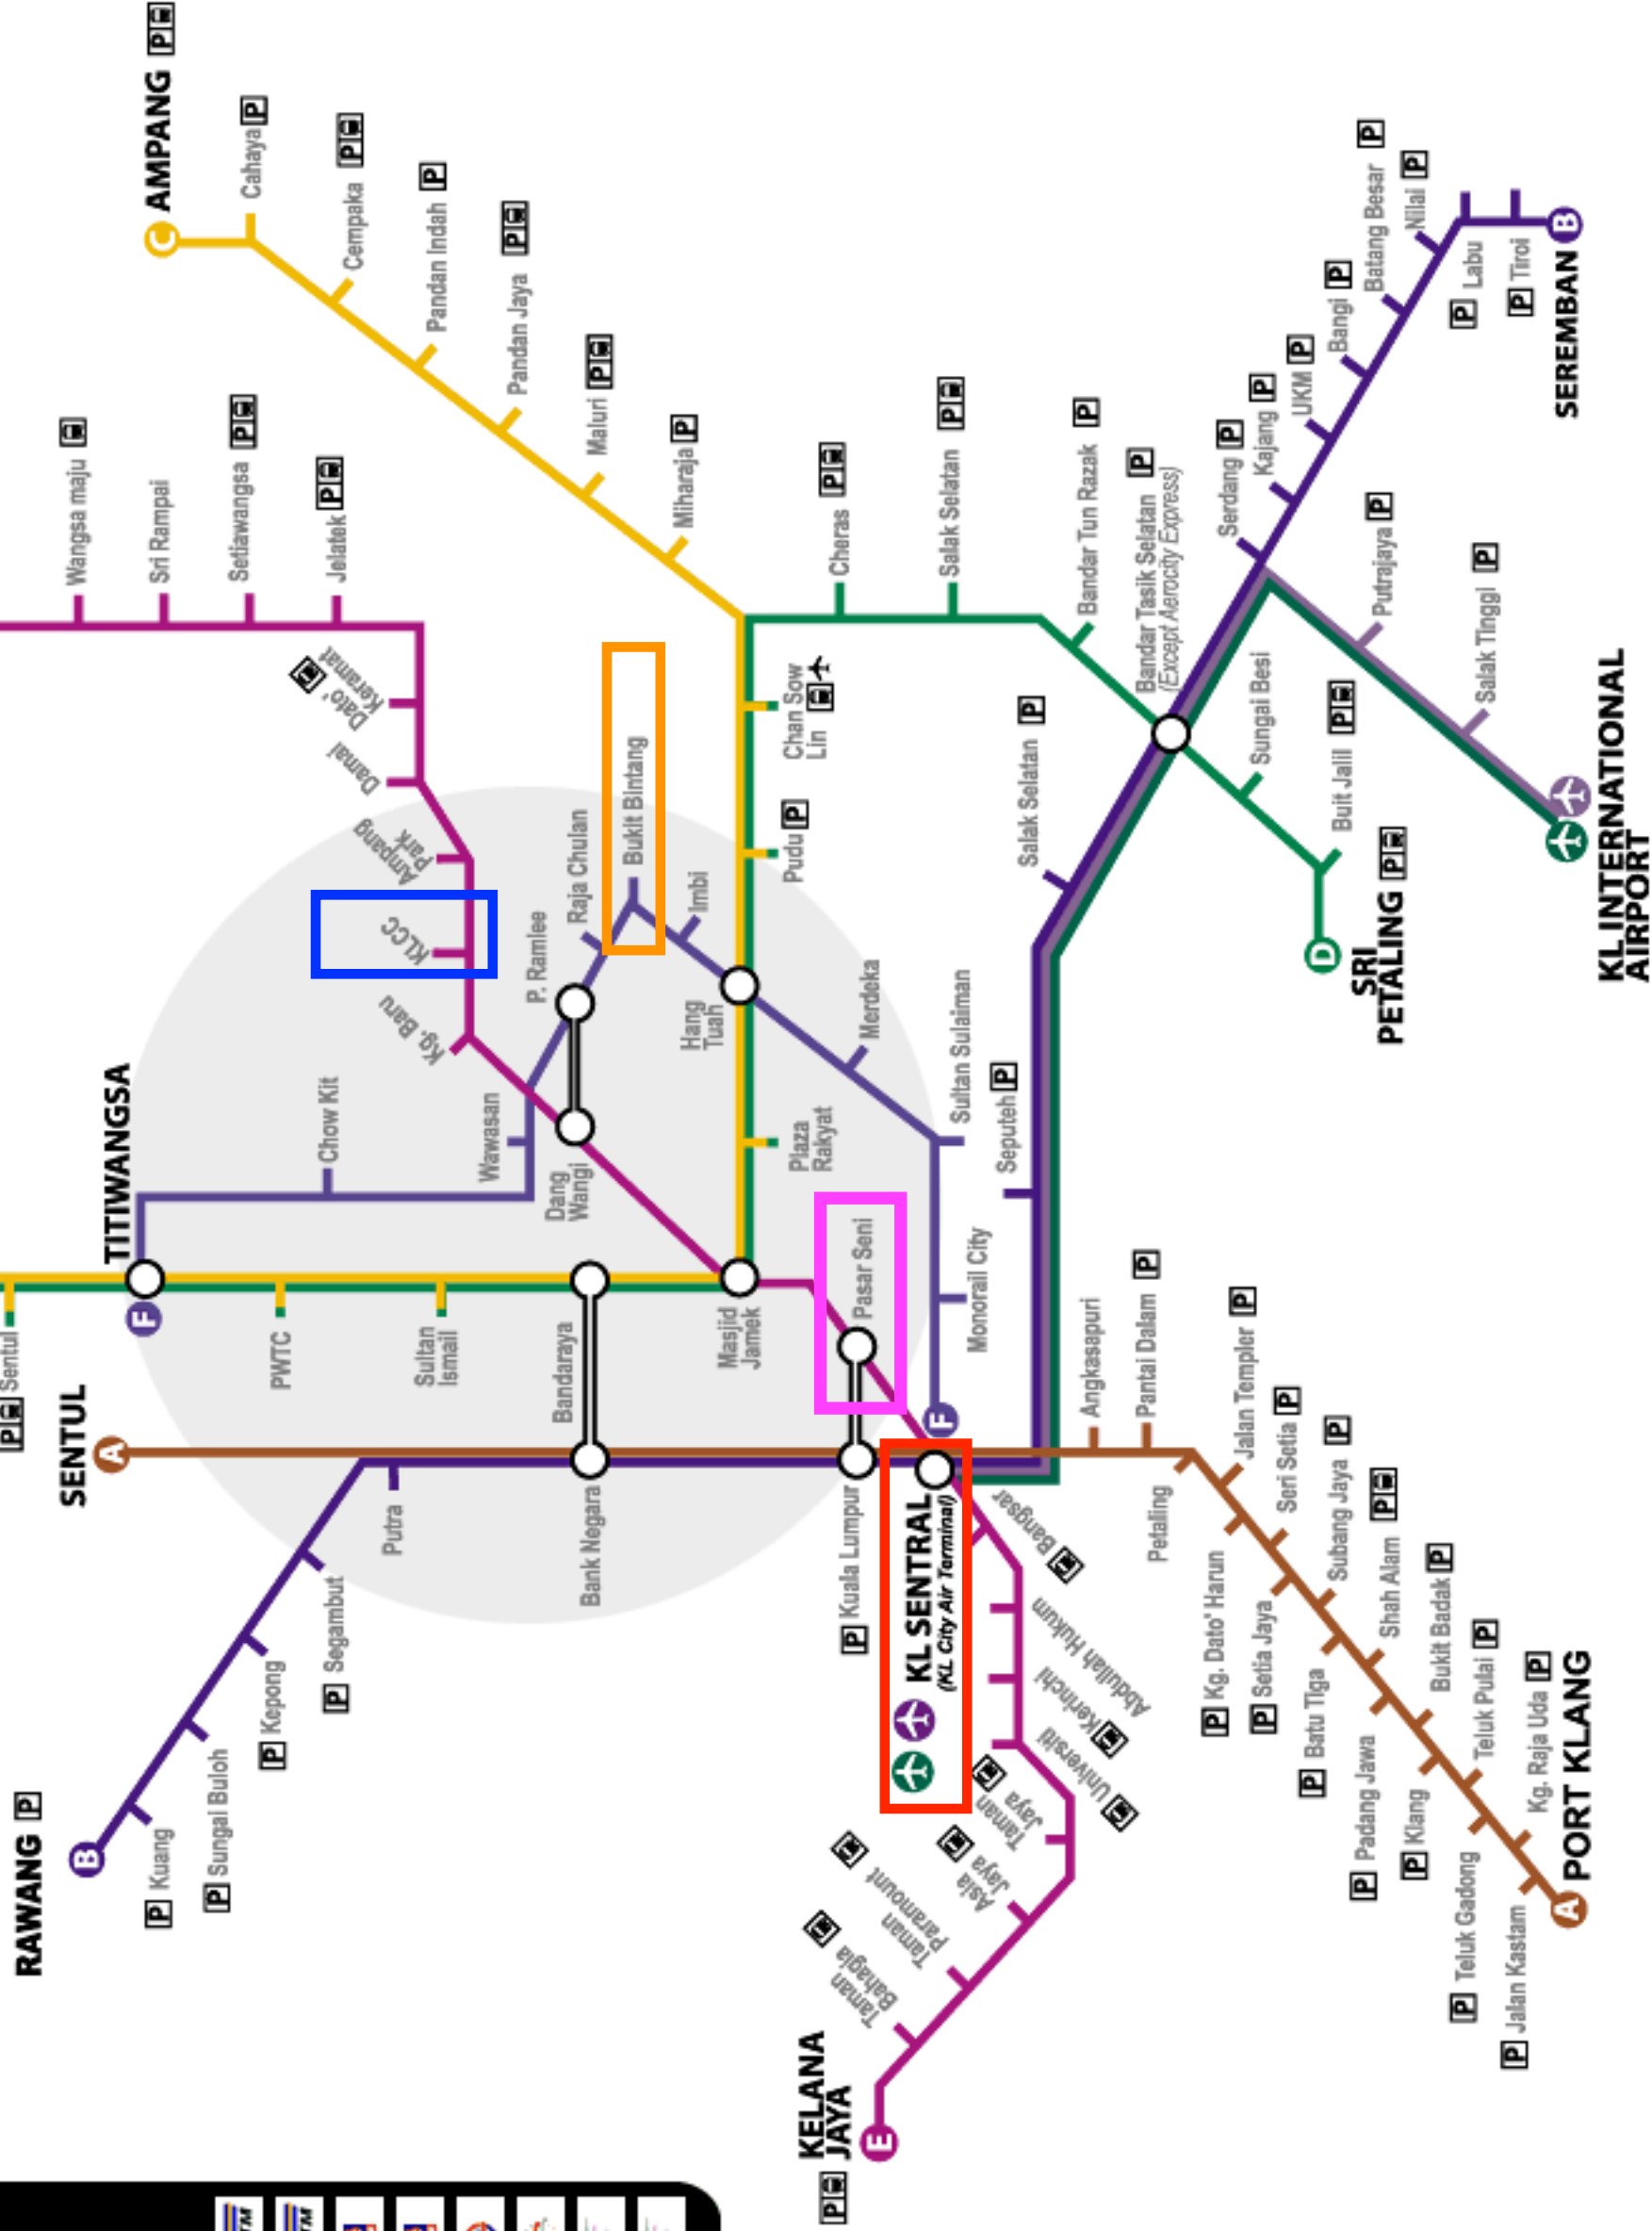 RAWANG P
B
P Kuang
P Sungai Buloh
P Kepong
P Segambut
Putra
Bank Negara
P Kuala Lumpur
KL SENTRAL
(KL City Air Terminal)
SENTUL
A
P Sentul
TITIWANGSA
F
PWTC
Sultan
Ismail
Bandaraya
Masjid
Jamek
Pasar Seni
Chow Kit
Wawasan
Dang
Wangi
P. Ramlee
Raja Chulan
Bukit Bintang
Imbi
Hang
Tuah
Merdeka
Sultan Sulaiman
Monorail City
F
Plaza
Rakyat
Pudu P
Chan Sow
Lin
Wangsa maju
Sri Rampai
Setiawangsa P
Jelatek P
Dato'
Keramat
Damai
Ampang
Park
KLCC
Kg. Baru
AMPANG P
C
Cahaya P
Cempaka P
Pandan Indah P
Pandan Jaya P
Maluri P
Miharaja P
Cheras P
Salak Selatan P
Bandar Tun Razak P
Bandar Tasik Selatan P
(Except Aerocity Express)
Sungai Besi
Buit Jalil P
D
SRI
PETALING P
Seputeh P
Salak Selatan P
Serdang P
Kajang P
UKM P
Bangi P
Batang Besar P
Nilai P
P Labu
P Tiroi
SEREMBAN
B
Putrajaya P
Salak Tinggi P
KL INTERNATIONAL
AIRPORT
Bangsar
Abdullah Hukum
Kerinchi
Universiti
Taman
Jaya
Asia
Jaya
Taman
Paramount
Taman
Bahagia
KELANA
JAYA
P
E
Angkasapuri
Pantai Dalam P
Petaling
Jalan Templer P
P Kg. Dato' Harun
Seri Setia P
P Setia Jaya
Subang Jaya P
P Batu Tiga
Shah Alam P
P Padang Jawa
Bukit Badak P
P Klang
Teluk Pulai P
P Teluk Gadong
Kg. Raja Uda P
P Jalan Kastam
PORT KLANG
A